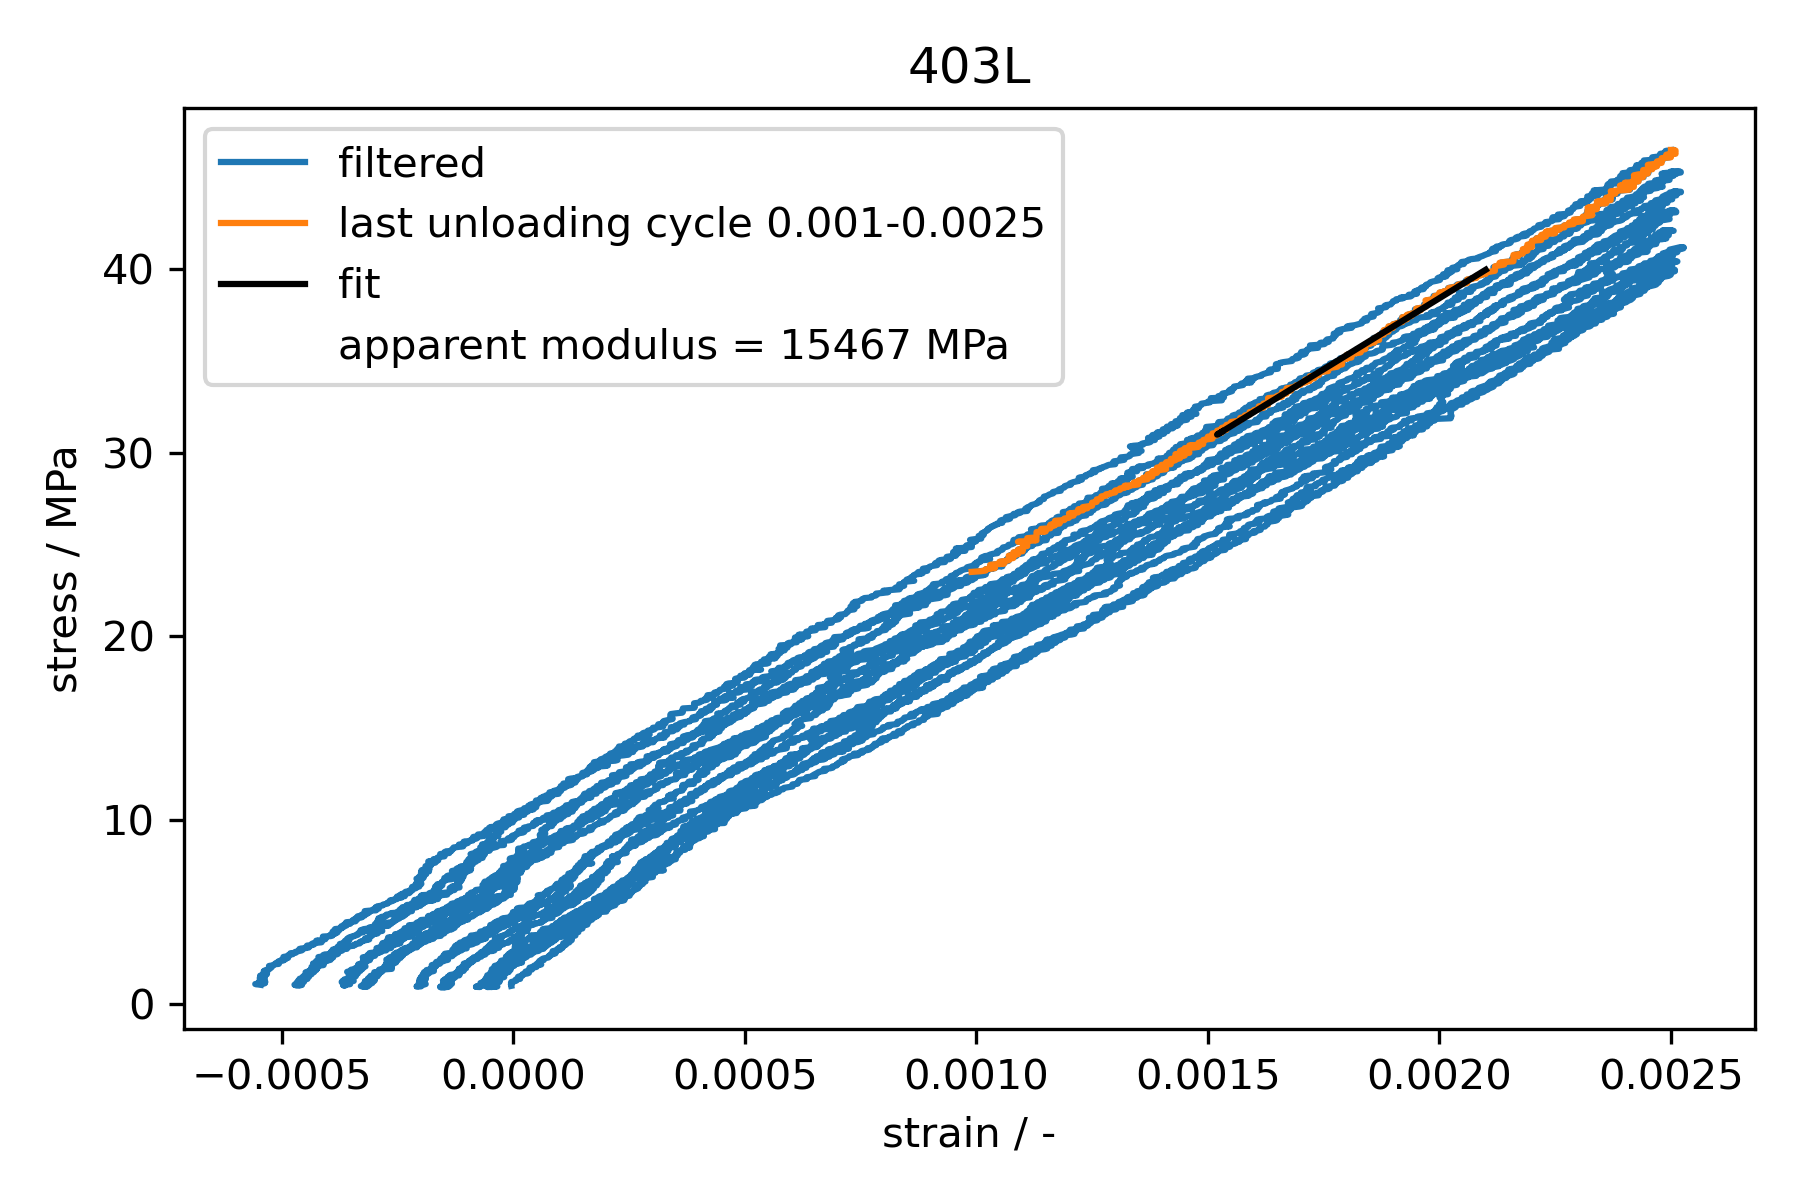 403L
filtered
last unloading cycle 0.001-0.0025
fit
apparent modulus = 15467 MPa
stress / MPa
40
30
20
10
0
−0.0005 0.0000 0.0005 0.0010 0.0015 0.0020 0.0025
strain / -